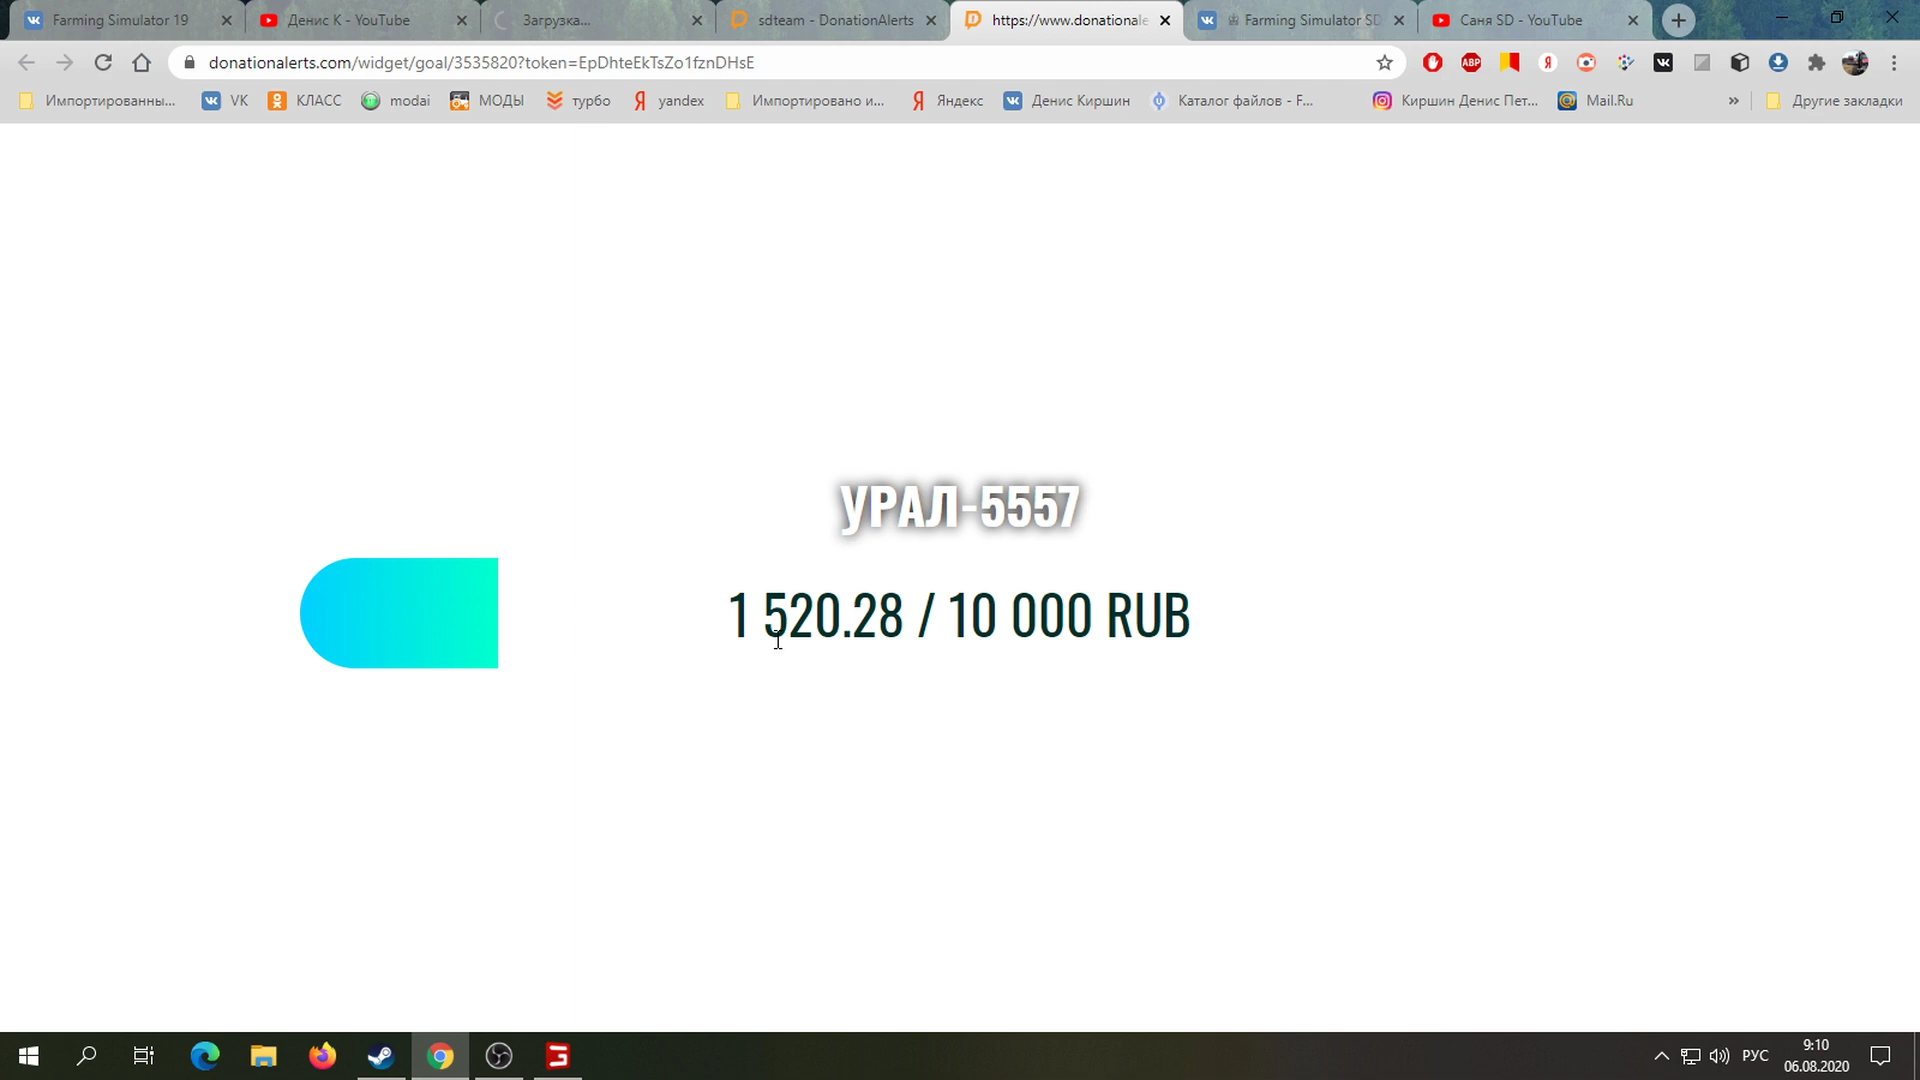 Farming Simulator 19
Денис К - YouTube
Загрузка...
sdteam - DonationAlerts
https://www.donationale
Farming Simulator SD
Саня SD - YouTube
donationalerts.com/widget/goal/3535820?token=EpDhteEkTsZo1fznDHsE
ABP
Я
Импортированны...
VK
КЛАСС
modai
МОДЫ
турбо
yandex
Импортировано и...
Яндекс
Денис Киршин
Каталог файлов - F...
Киршин Денис Пет...
Mail.Ru
»
Другие закладки
УРАЛ-5557
1 520.28 / 10 000 RUB
РУС
9:10
06.08.2020